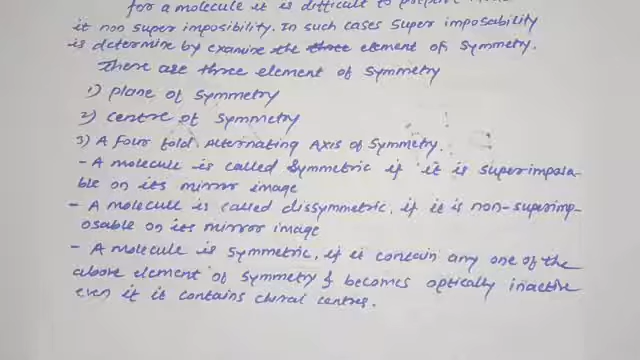 for a molecule it is difficult to prepare
it non super imposibility. In such cases super imposability
is determine by examine the three element of symmetry.
There are three element of symmetry
1) plane of symmetry
2) centre of symmetry
3) A four fold Alternating Axis of symmetry.
- A molecule is called symmetric if it is superimposa-
ble on its mirror image
- A molecule is called dissymmetric, if it is non-superimp-
osable on its mirror image
- A molecule is symmetric, if it contain any one of the
above element of symmetry & becomes optically inactive
even if it contains chiral centres.